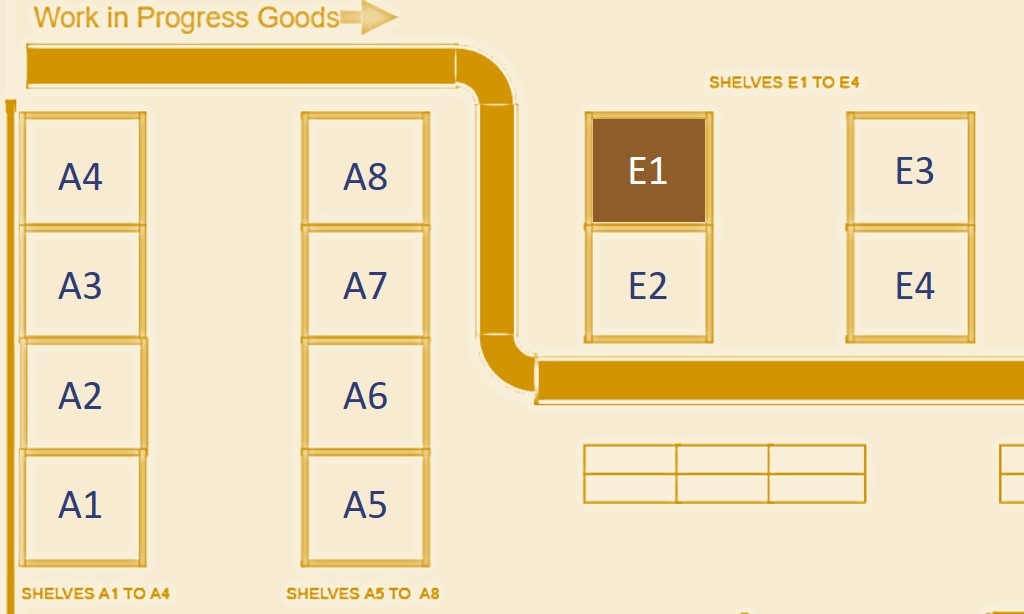 Work in Progress Goods
SHELVES E1 TO E4
A4
A8
E1
E3
A3
A7
E2
E4
A2
A6
A1
A5
SHELVES A1 TO A4
SHELVES A5 TO A8